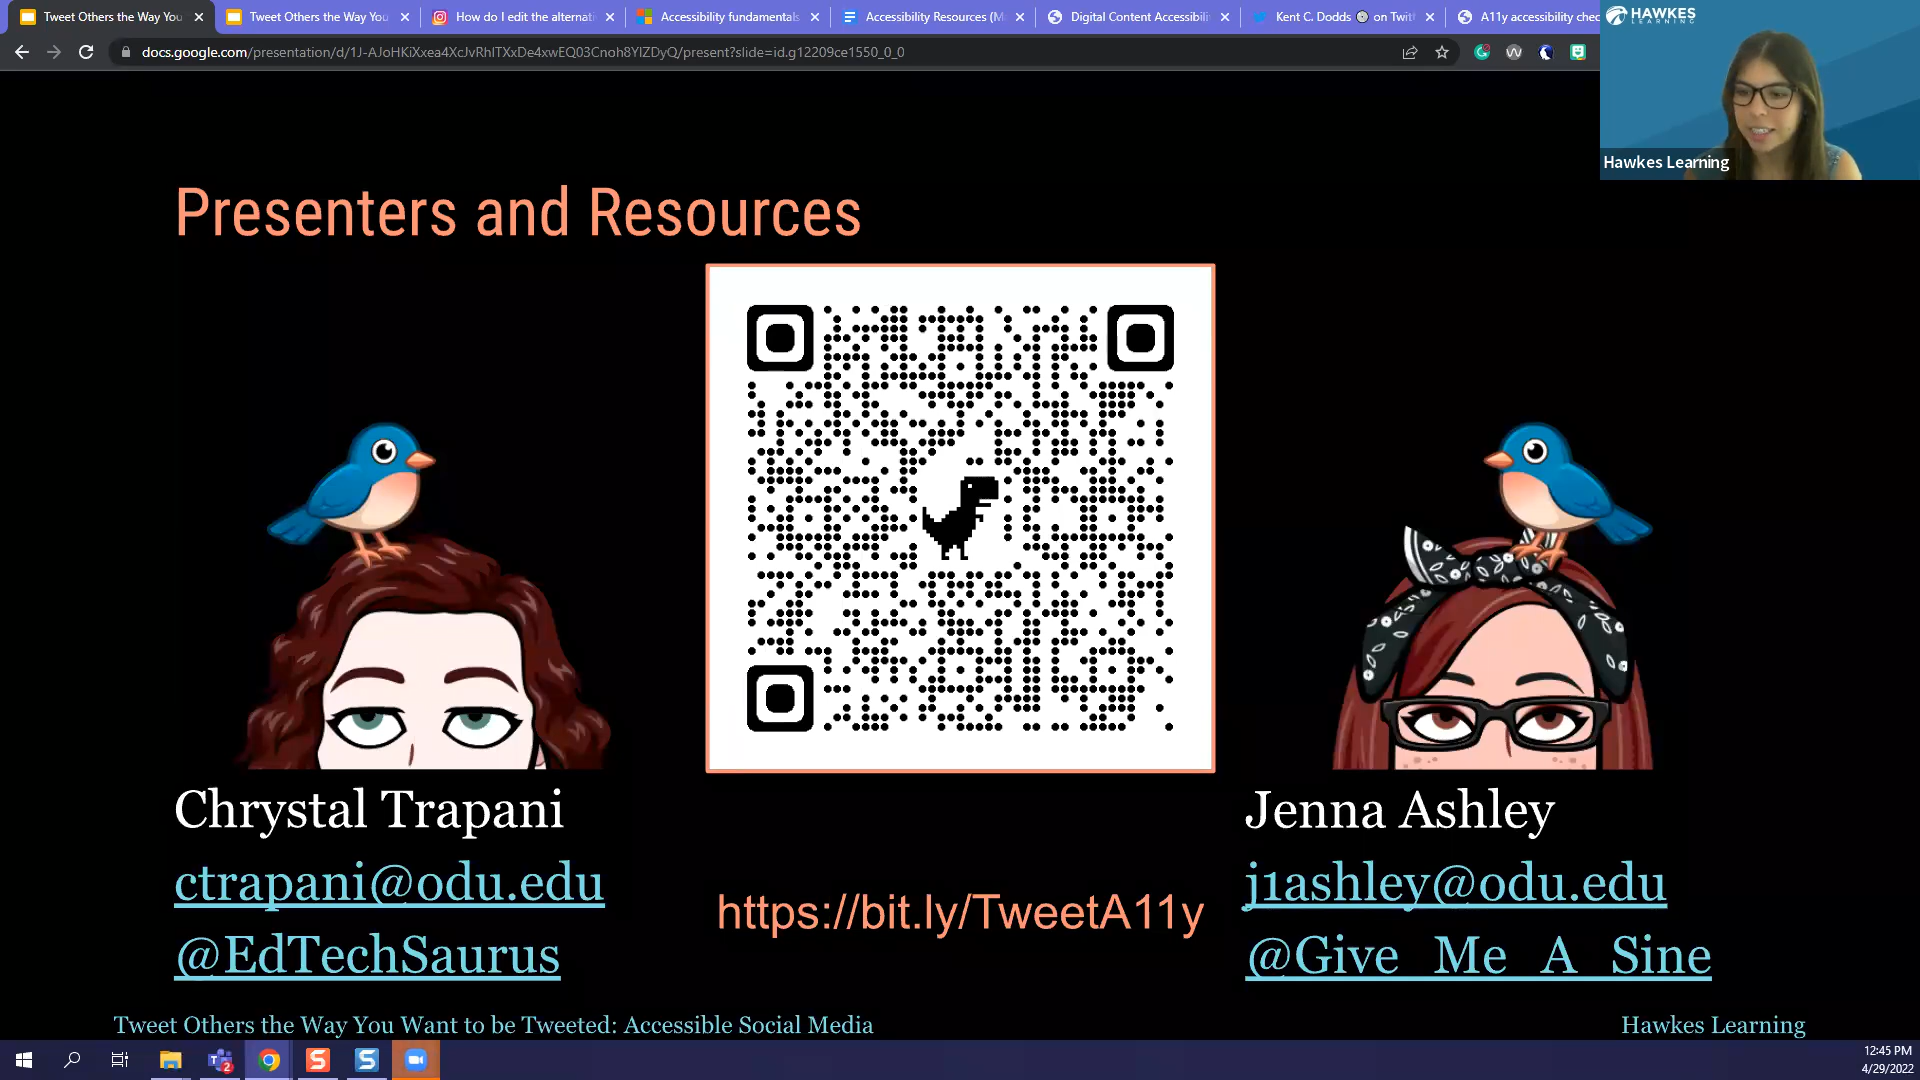 Tweet Others the Way You
Tweet Others the Way You
How do I edit the alternati
Accessibility fundamentals
Accessibility Resources (M
Digital Content Accessibili
Kent C. Dodds on Twitt
A11y accessibility chec
HAWKES
LEARNING
docs.google.com/presentation/d/1J-AJoHKiXxea4XcJvRhlTXxDe4xwEQ03Cnoh8YlZDyQ/present?slide=id.g12209ce1550_0_0
Hawkes Learning
Presenters and Resources
Chrystal Trapani
ctrapani@odu.edu
@EdTechSaurus
https://bit.ly/TweetA11y
Jenna Ashley
j1ashley@odu.edu
@Give_Me_A_Sine
Tweet Others the Way You Want to be Tweeted: Accessible Social Media
Hawkes Learning
2
12:45 PM
4/29/2022